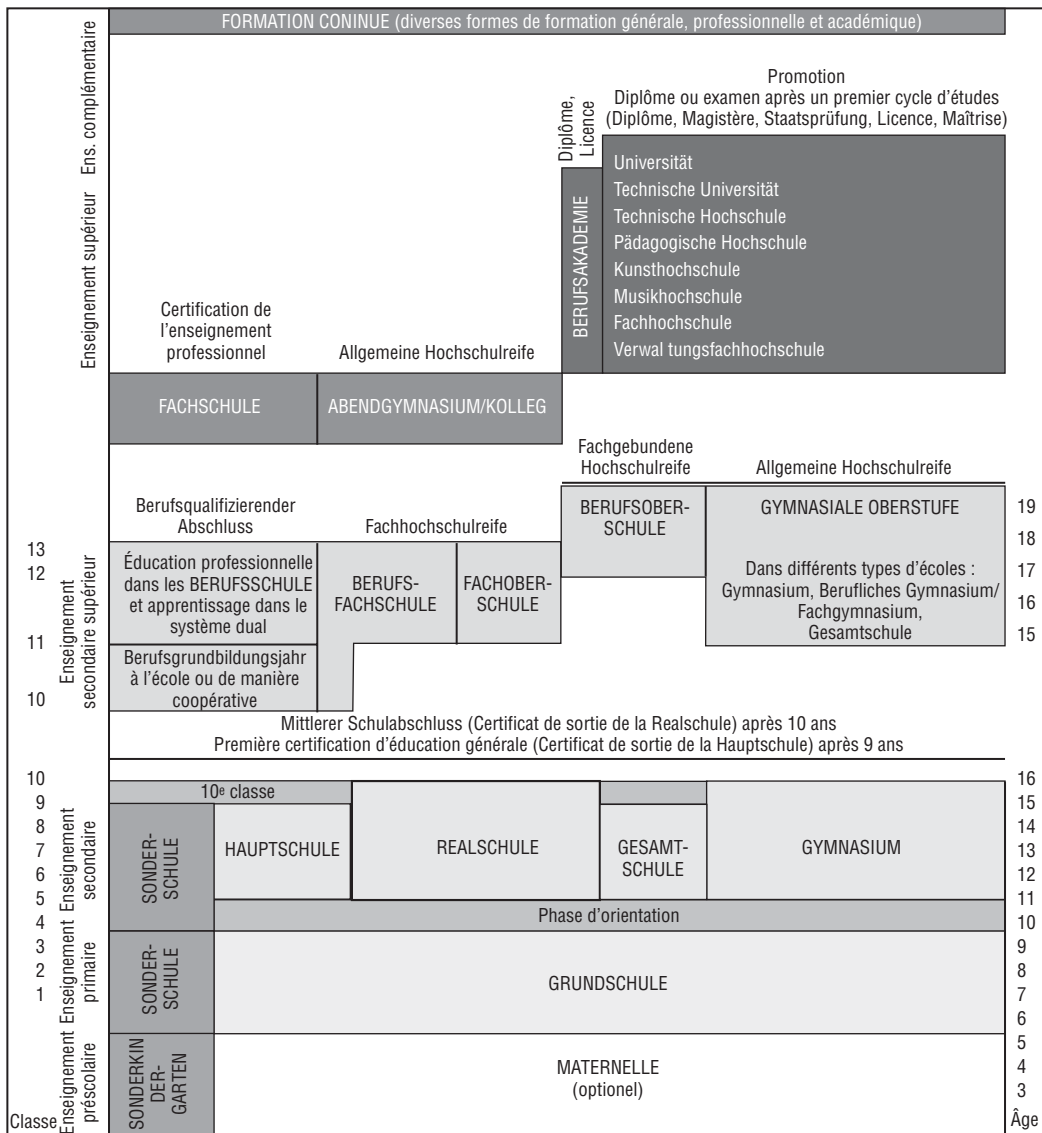 FORMATION CONINUE (diverses formes de formation générale, professionnelle et académique)
Ens. complémentaire
Diplôme,
Licence
Promotion
Diplôme ou examen après un premier cycle d'études
(Diplôme, Magistère, Staatsprüfung, Licence, Maîtrise)
Enseignement supérieur
BERUFSAKADEMIE
Universität
Technische Universität
Technische Hochschule
Pädagogische Hochschule
Kunsthochschule
Musikhochschule
Fachhochschule
Verwal tungsfachhochschule
Certification de
l'enseignement
professionnel
Allgemeine Hochschulreife
FACHSCHULE
ABENDGYMNASIUM/KOLLEG
Fachgebundene
Hochschulreife
Allgemeine Hochschulreife
Berufsqualifizierender
Abschluss
Fachhochschulreife
BERUFSOBER-
SCHULE
GYMNASIALE OBERSTUFE
Dans différents types d'écoles :
Gymnasium, Berufliches Gymnasium/
Fachgymnasium,
Gesamtschule
19
18
17
16
15
13
12
11
10
Enseignement
secondaire supérieur
Éducation professionnelle
dans les BERUFSSCHULE
et apprentissage dans le
système dual
BERUFS-
FACHSCHULE
FACHOBER-
SCHULE
Berufsgrundbildungsjahr
à l'école ou de manière
coopérative
Mittlerer Schulabschluss (Certificat de sortie de la Realschule) après 10 ans
Première certification d'éducation générale (Certificat de sortie de la Hauptschule) après 9 ans
10
9
8
7
6
5
4
3
2
1
Enseignement
secondaire
10e classe
SONDER-
SCHULE
HAUPTSCHULE
REALSCHULE
GESAMT-
SCHULE
GYMNASIUM
Phase d'orientation
Enseignement
primaire
SONDER-
SCHULE
GRUNDSCHULE
Enseignement
préscolaire
SONDERKIN
DER-
GARTEN
MATERNELLE
(optionel)
16
15
14
13
12
11
10
9
8
7
6
5
4
3
Classe
Âge